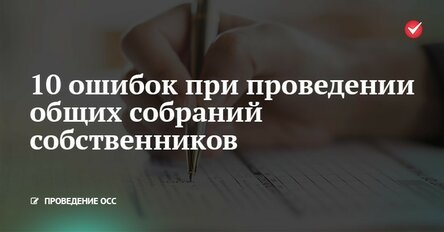 10 ошибок при проведении
общих собраний
собственников
ПРОВЕДЕНИЕ ОСС